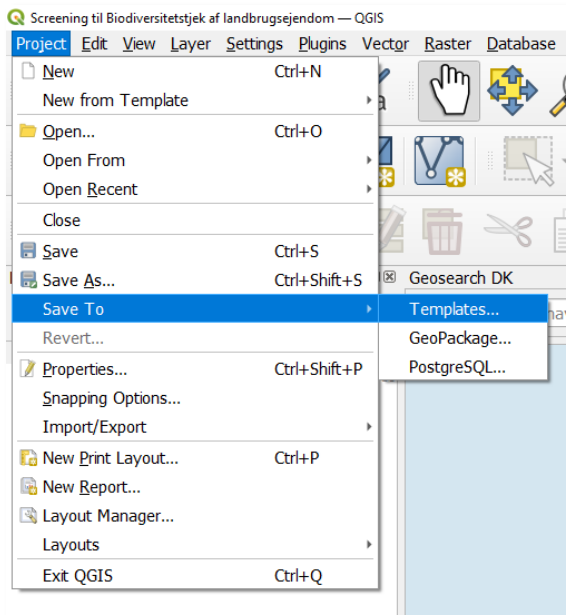 Screening til Biodiversitetstjek af landbrugsejendom — QGIS
Project Edit View Layer Settings Plugins Vector Raster Database
New Ctrl+N
New from Template
Open... Ctrl+O
Open From
Open Recent
Close
Save Ctrl+S
Save As... Ctrl+Shift+S
Geosearch DK
Save To
Templates...
Revert...
GeoPackage...
Properties... Ctrl+Shift+P
PostgreSQL...
Snapping Options...
Import/Export
New Print Layout... Ctrl+P
New Report...
Layout Manager...
Layouts
Exit QGIS Ctrl+Q